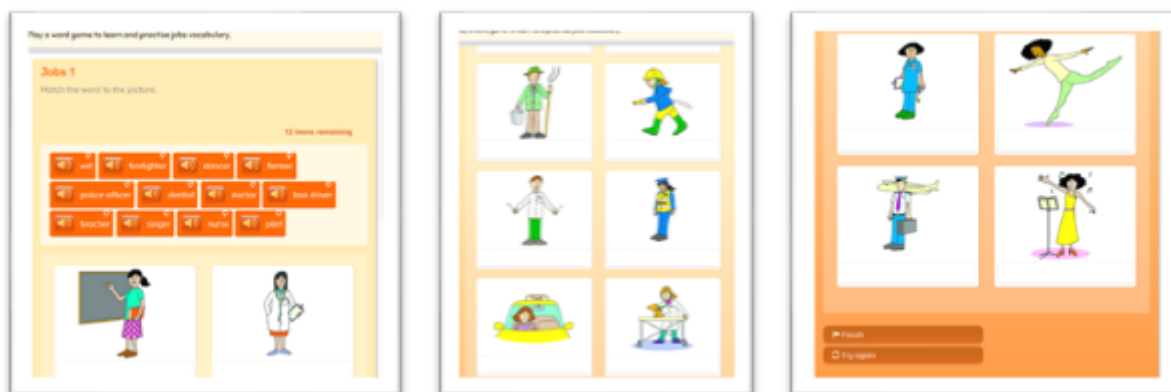 Play a word game to learn and practise jobs vocabulary.
Jobs 1
Match the word to the picture.
12 items remaining
vet firefighter dancer farmer
police officer dentist doctor taxi driver
teacher singer nurse pilot
Finish
Try again